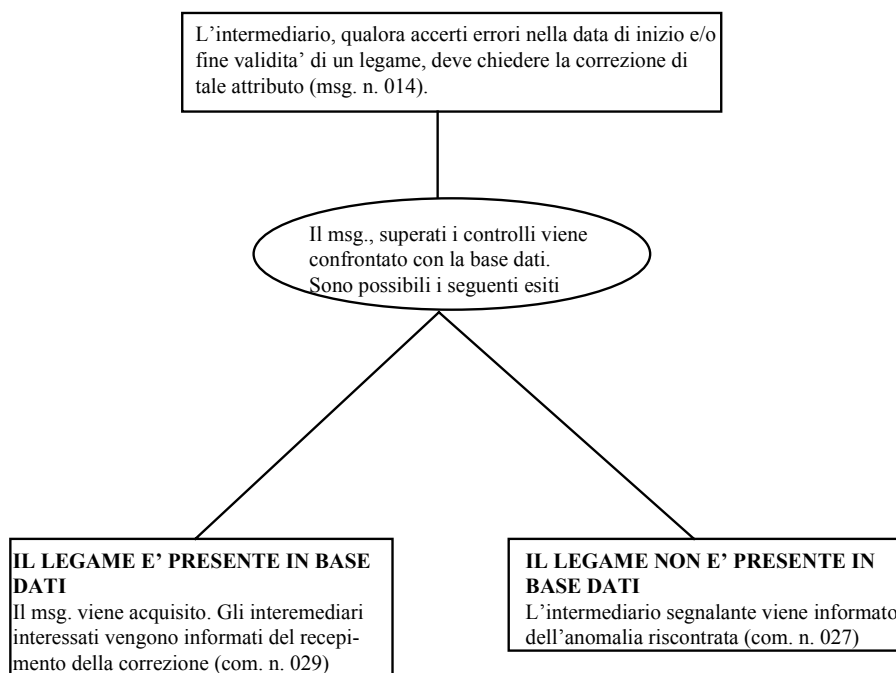 L'intermediario, qualora accerti errori nella data di inizio e/o
fine validita' di un legame, deve chiedere la correzione di
tale attributo (msg. n. 014).
Il msg., superati i controlli viene
confrontato con la base dati.
Sono possibili i seguenti esiti
IL LEGAME E' PRESENTE IN BASE
DATI
Il msg. viene acquisito. Gli interemediari
interessati vengono informati del recepi-
mento della correzione (com. n. 029)
IL LEGAME NON E' PRESENTE IN
BASE DATI
L'intermediario segnalante viene informato
dell'anomalia riscontrata (com. n. 027)